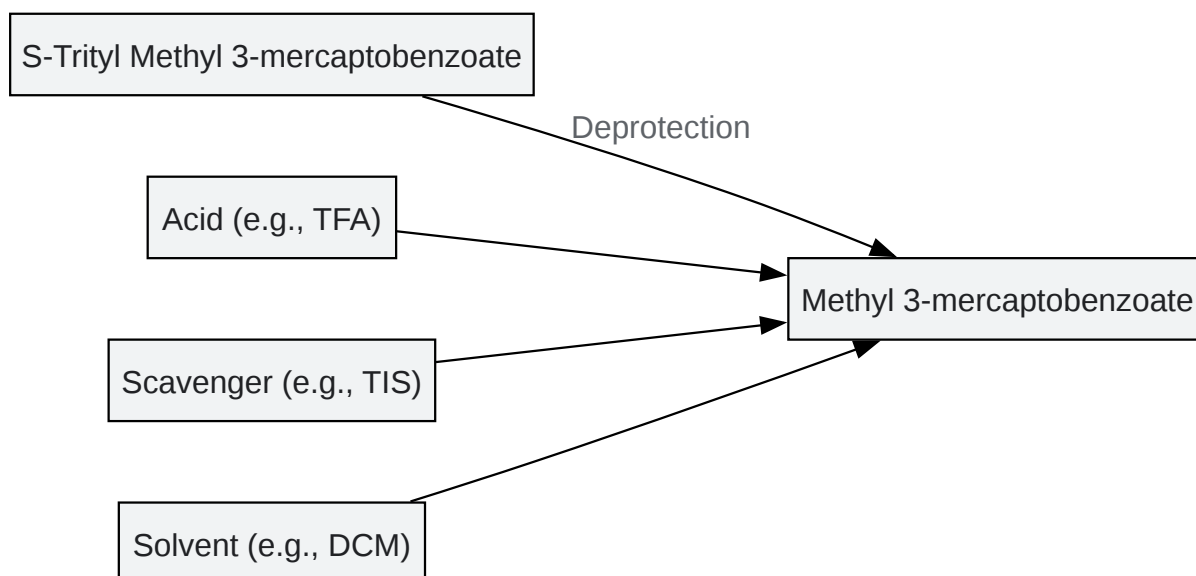 S-Trityl Methyl 3-mercaptobenzoate
Deprotection
Acid (e.g., TFA)
Methyl 3-mercaptobenzoate
Scavenger (e.g., TIS)
Solvent (e.g., DCM)